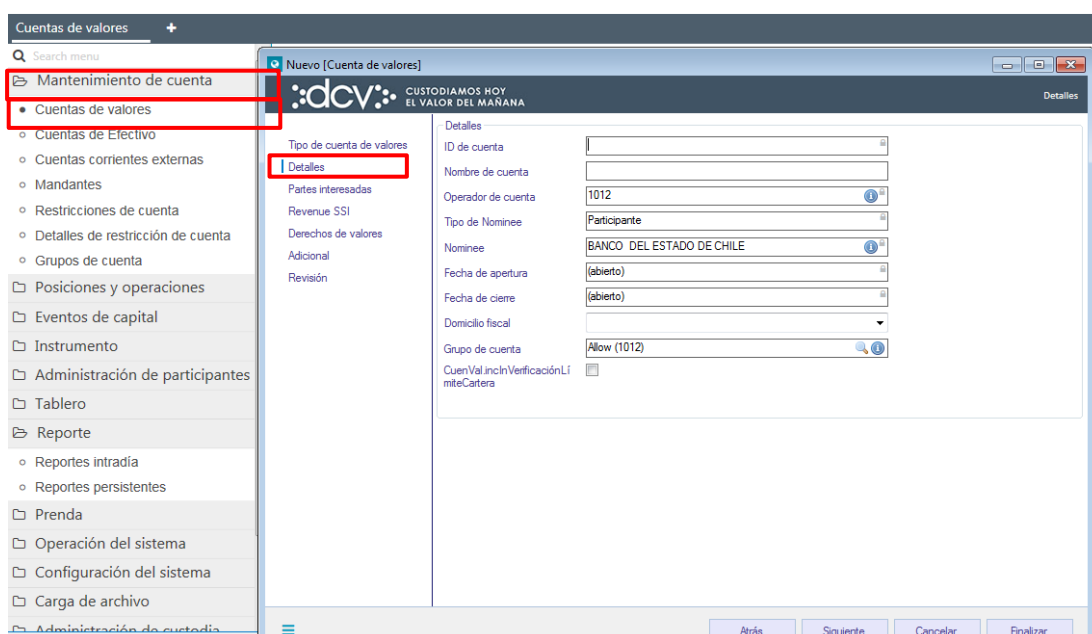 Cuentas de valores +
Search menu
Mantenimiento de cuenta
Cuentas de valores
Cuentas de Efectivo
Cuentas corrientes externas
Mandantes
Restricciones de cuenta
Detalles de restricción de cuenta
Grupos de cuenta
Posiciones y operaciones
Eventos de capital
Instrumento
Administración de participantes
Tablero
Reporte
Reportes intradía
Reportes persistentes
Prenda
Operación del sistema
Configuración del sistema
Carga de archivo
Administración de custodia
Nuevo [Cuenta de valores]
dcv
CUSTODIAMOS HOY
EL VALOR DEL MAÑANA
Detalles
Tipo de cuenta de valores
Detalles
Partes interesadas
Revenue SSI
Derechos de valores
Adicional
Revisión
Detalles
ID de cuenta
Nombre de cuenta
Operador de cuenta 1012
Tipo de Nominee Participante
Nominee BANCO DEL ESTADO DE CHILE
Fecha de apertura (abierto)
Fecha de cierre (abierto)
Domicilio fiscal
Grupo de cuenta Allow (1012)
CuenVal.incInVerificaciónLí
miteCartera
Atrás Siguiente Cancelar Finalizar